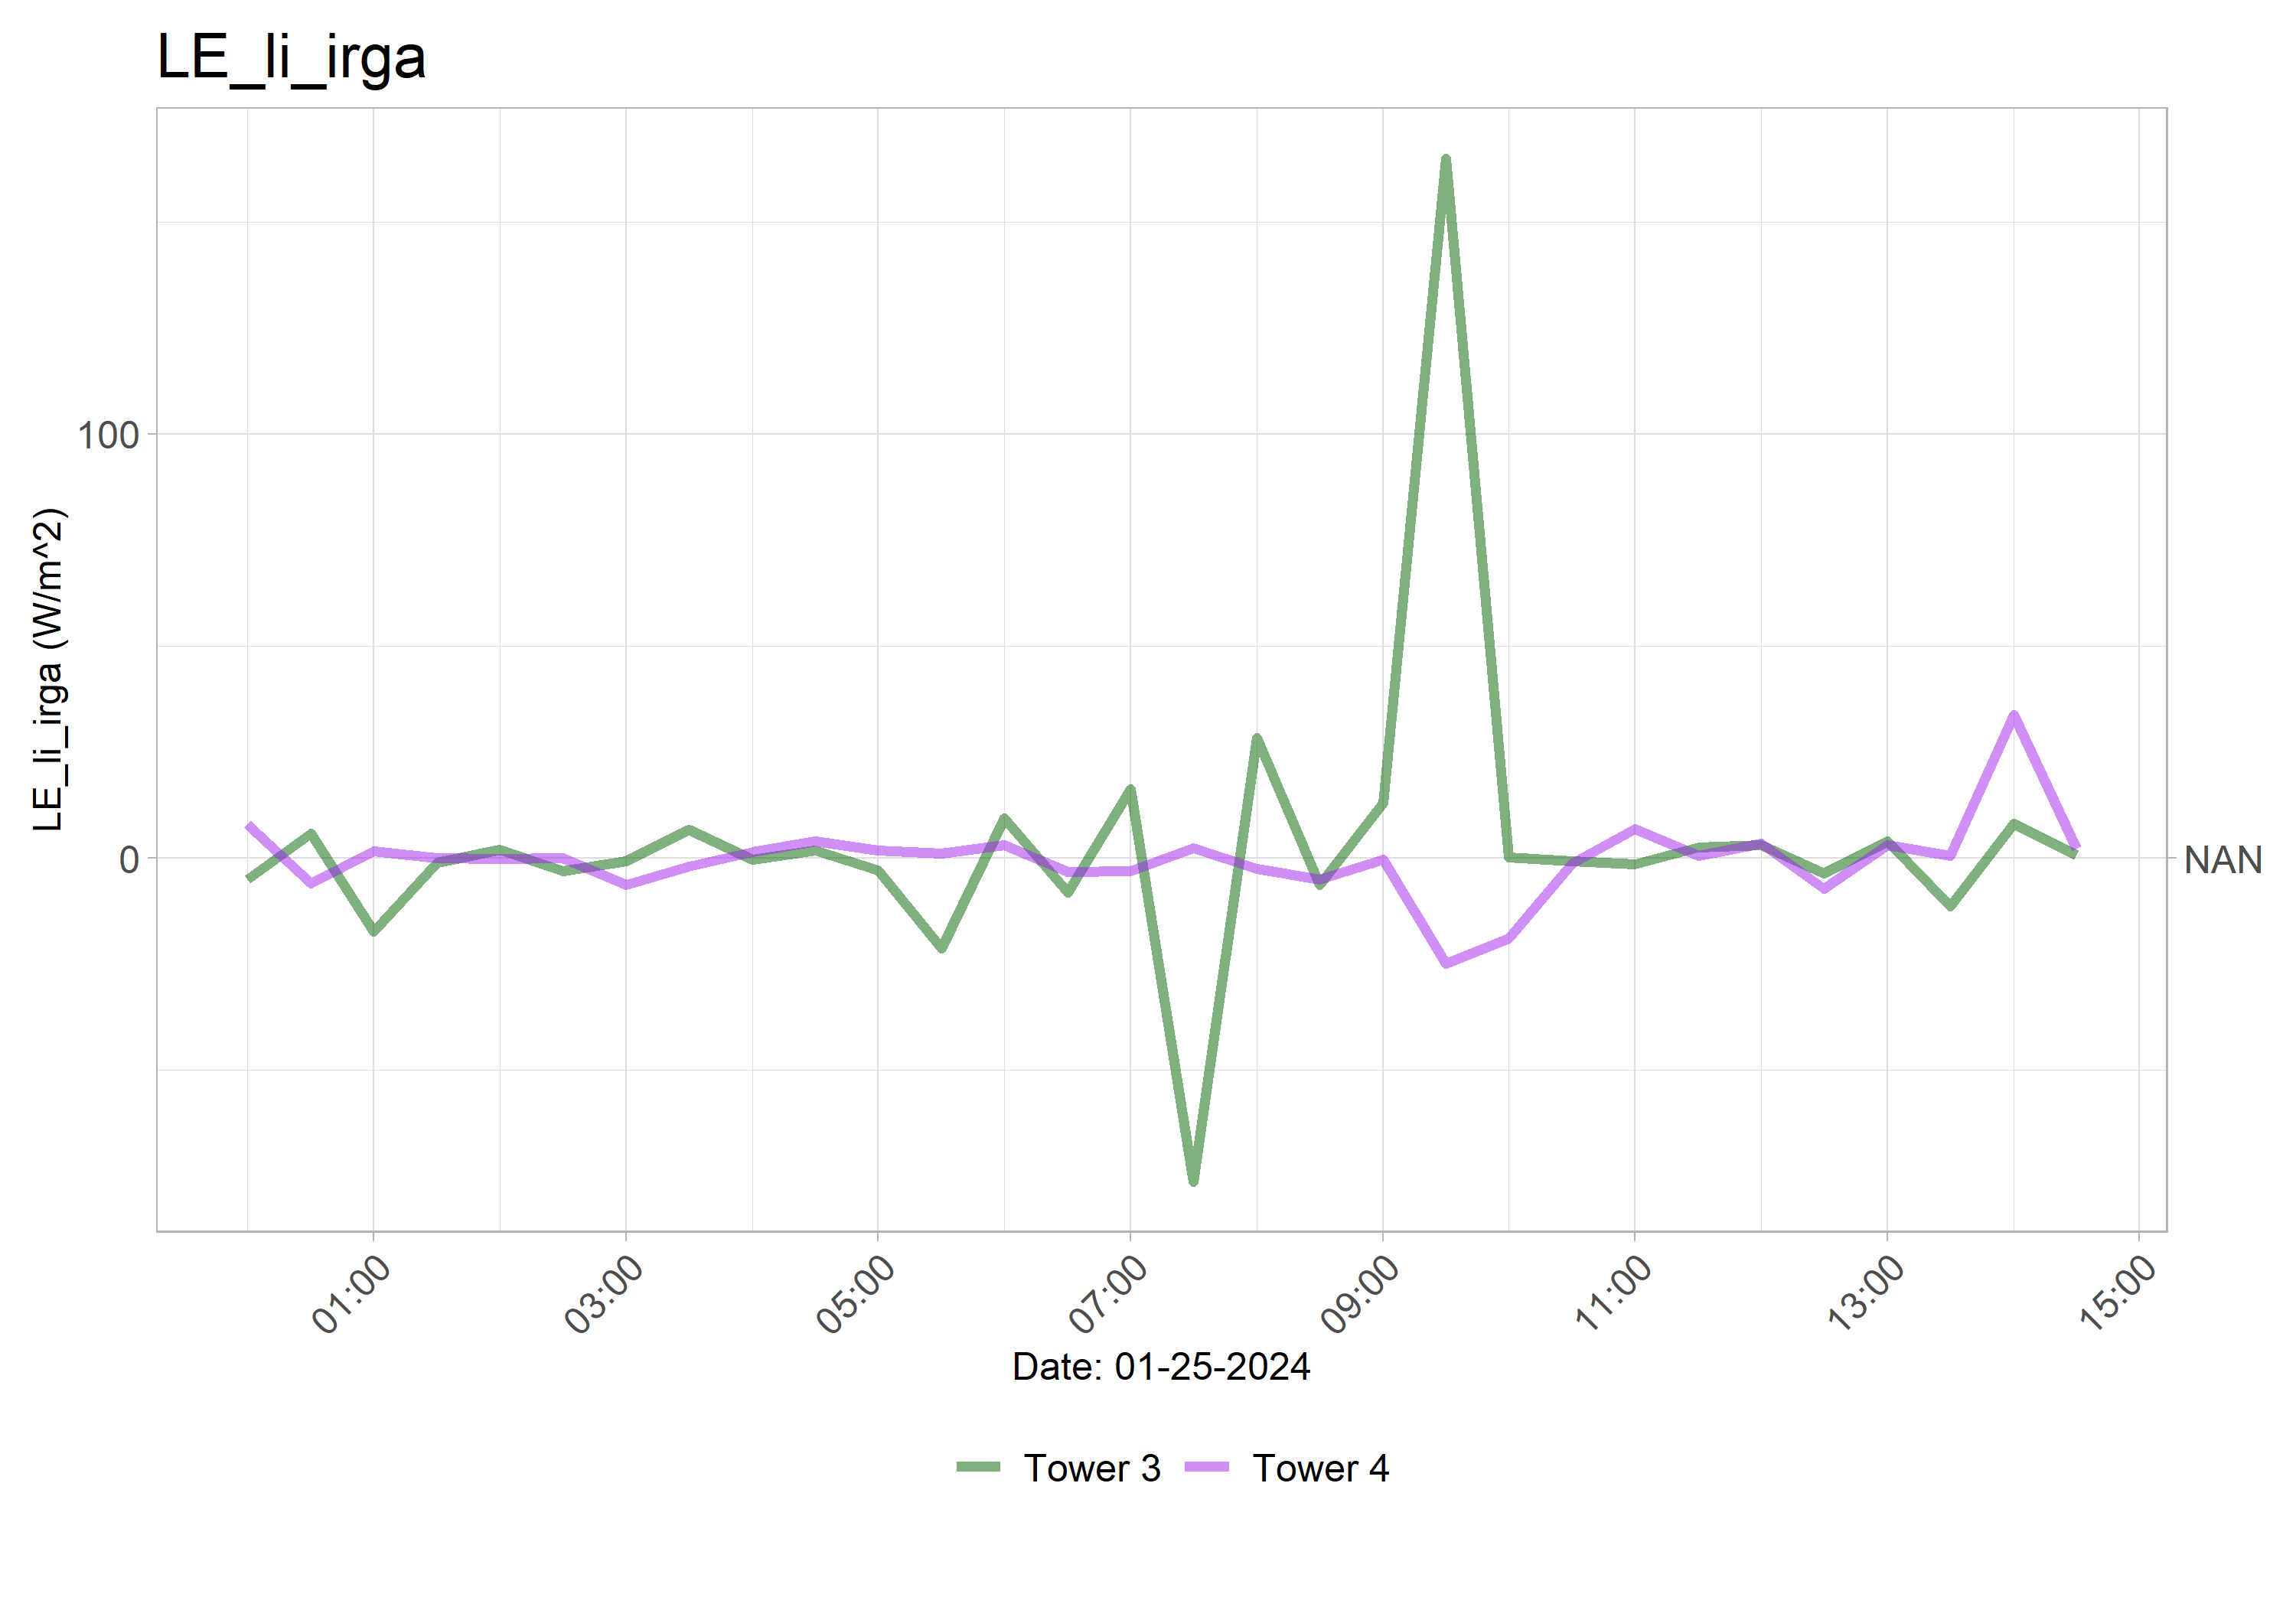 LE_li_irga
LE_li_irga (W/m^2)
100
0
NAN
01:00
03:00
05:00
07:00
09:00
11:00
13:00
15:00
Date: 01-25-2024
Tower 3
Tower 4